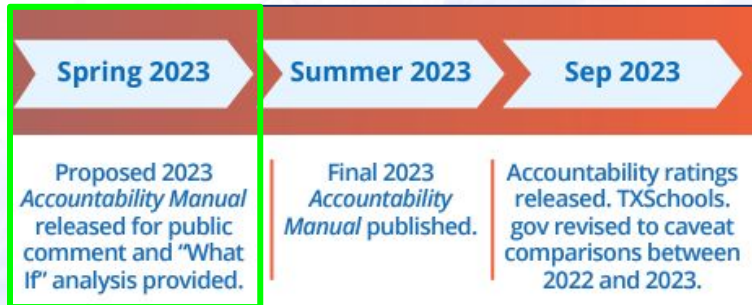 Spring 2023
Proposed 2023
Accountability Manual
released for public
comment and “What
If” analysis provided.
Summer 2023
Final 2023
Accountability
Manual published.
Sep 2023
Accountability ratings
released. TXSchools.
gov revised to caveat
comparisons between
2022 and 2023.